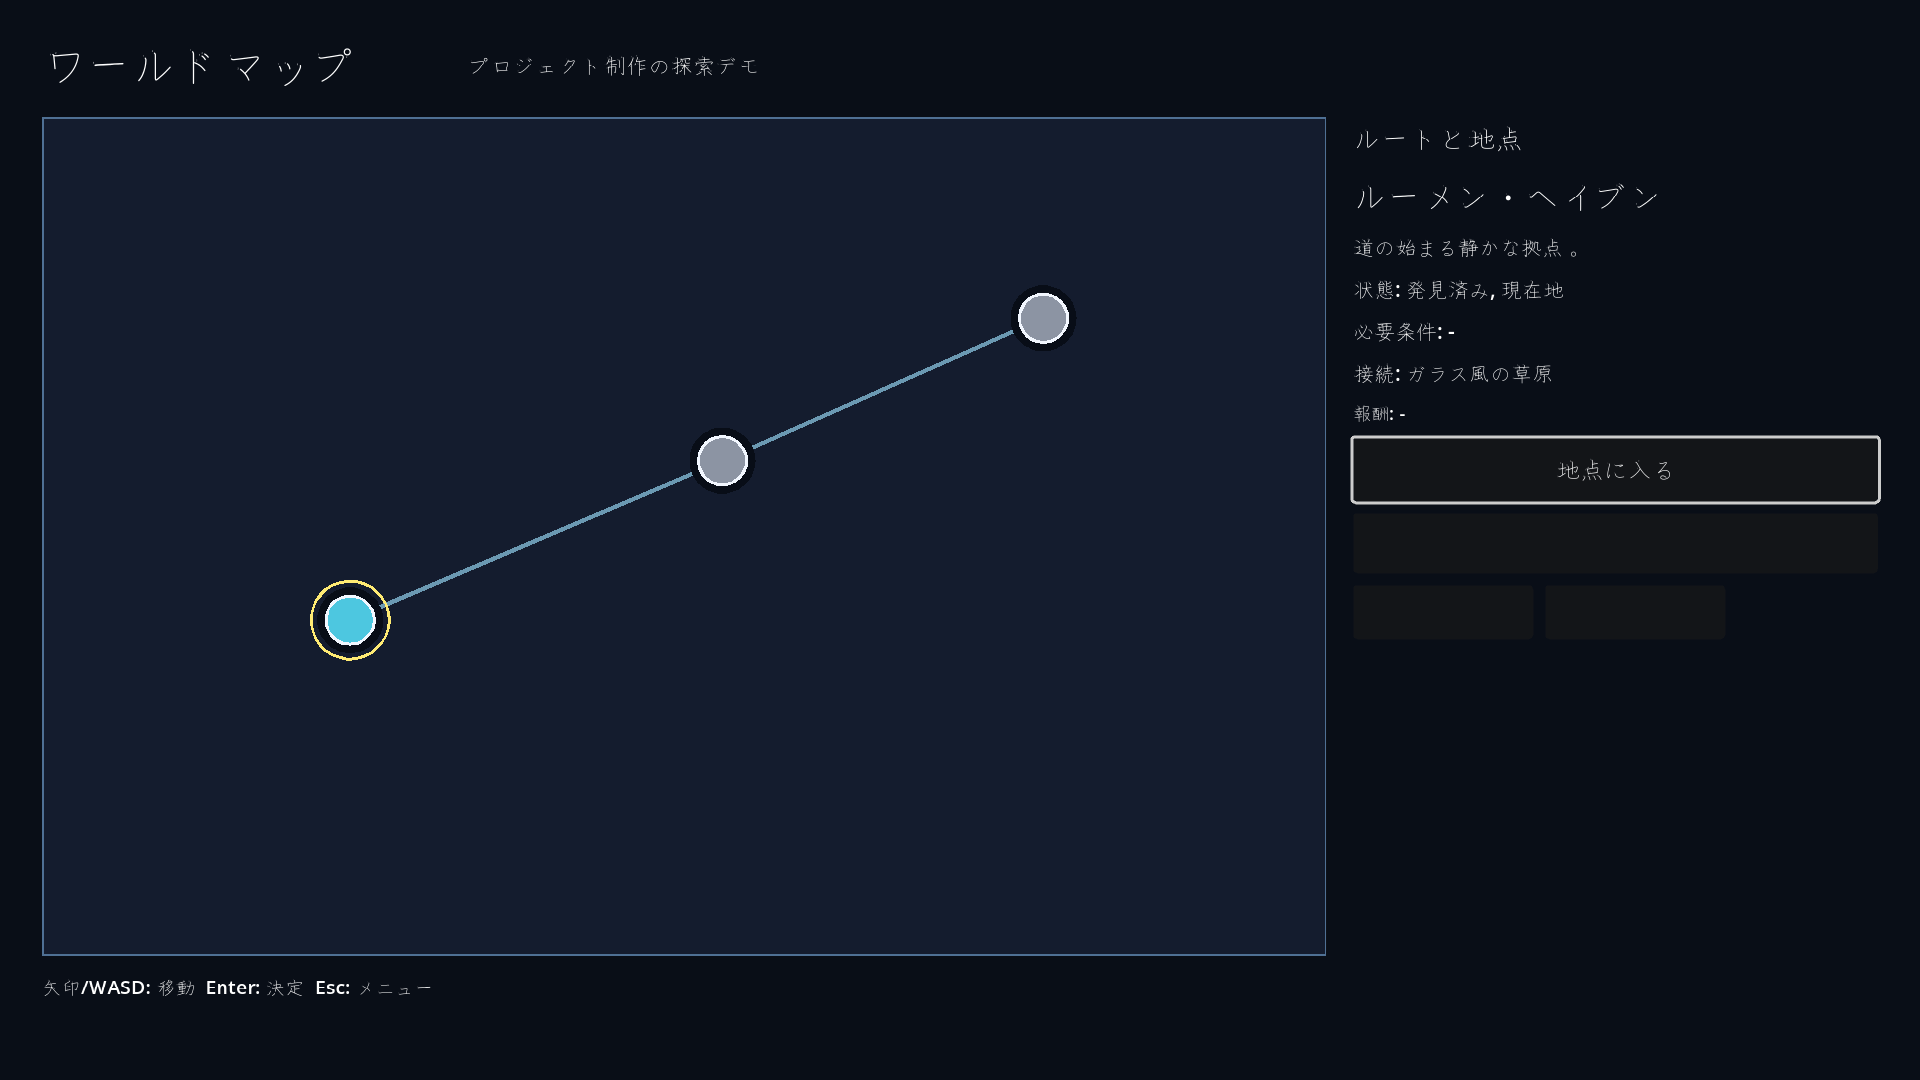 ワールドマップ
プロジェクト制作の探索デモ
ルートと地点
ルーメン・ヘイブン
道の始まる静かな拠点。
状態: 発見済み, 現在地
必要条件: -
接続: ガラス風の草原
報酬: -
地点に入る
矢印/WASD: 移動 Enter: 決定 Esc: メニュー